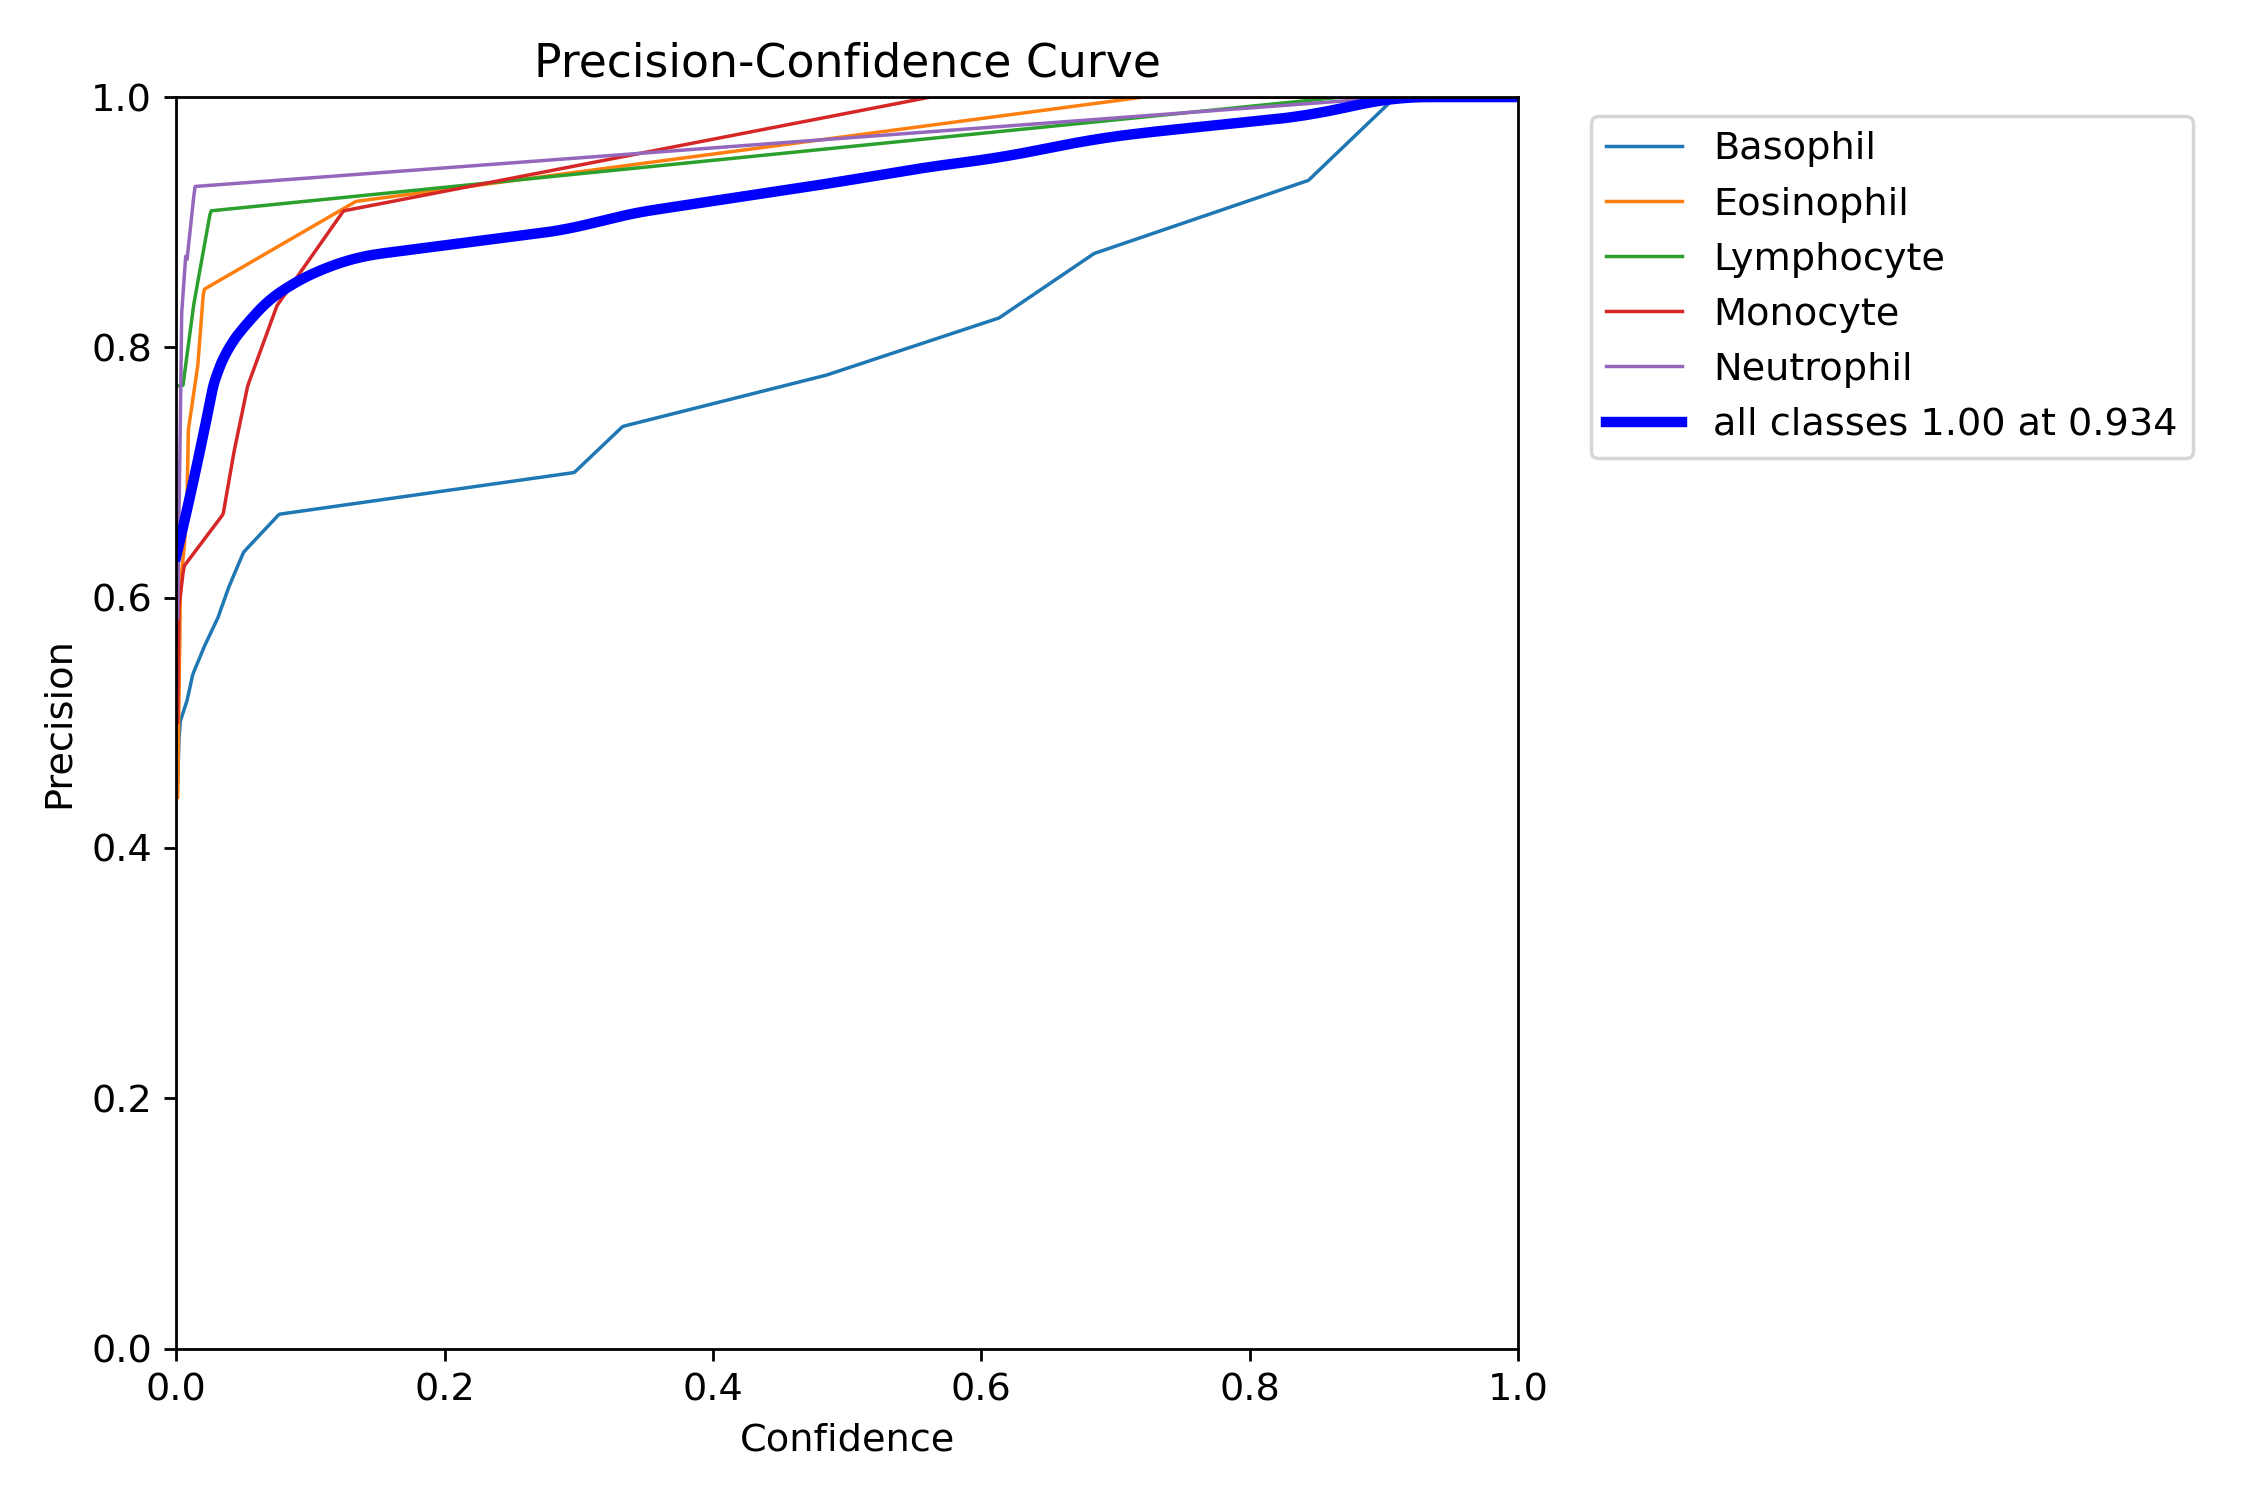 Precision-Confidence Curve
1.0
0.8
0.6
0.4
0.2
0.0
Precision
0.0 0.2 0.4 0.6 0.8 1.0
Confidence
Basophil
Eosinophil
Lymphocyte
Monocyte
Neutrophil
all classes 1.00 at 0.934